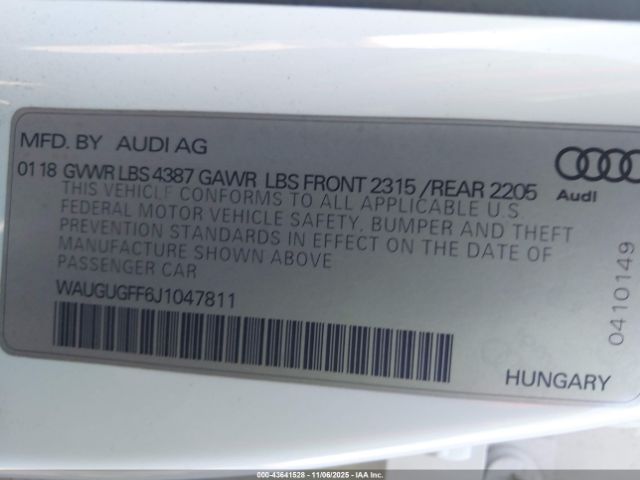 MFD. BY AUDI AG
01 18 GVWR LBS 4387 GAWR LBS FRONT 2315 /REAR 2205
THIS VEHICLE CONFORMS TO ALL APPLICABLE U.S
FEDERAL MOTOR VEHICLE SAFETY, BUMPER AND THEFT
PREVENTION STANDARDS IN EFFECT ON THE DATE OF
MANUFACTURE SHOWN ABOVE
PASSENGER CAR
WAUGUGFF6J1047811
Audi
0410149
HUNGARY
000-43641528 - 11/06/2025 - IAA Inc.